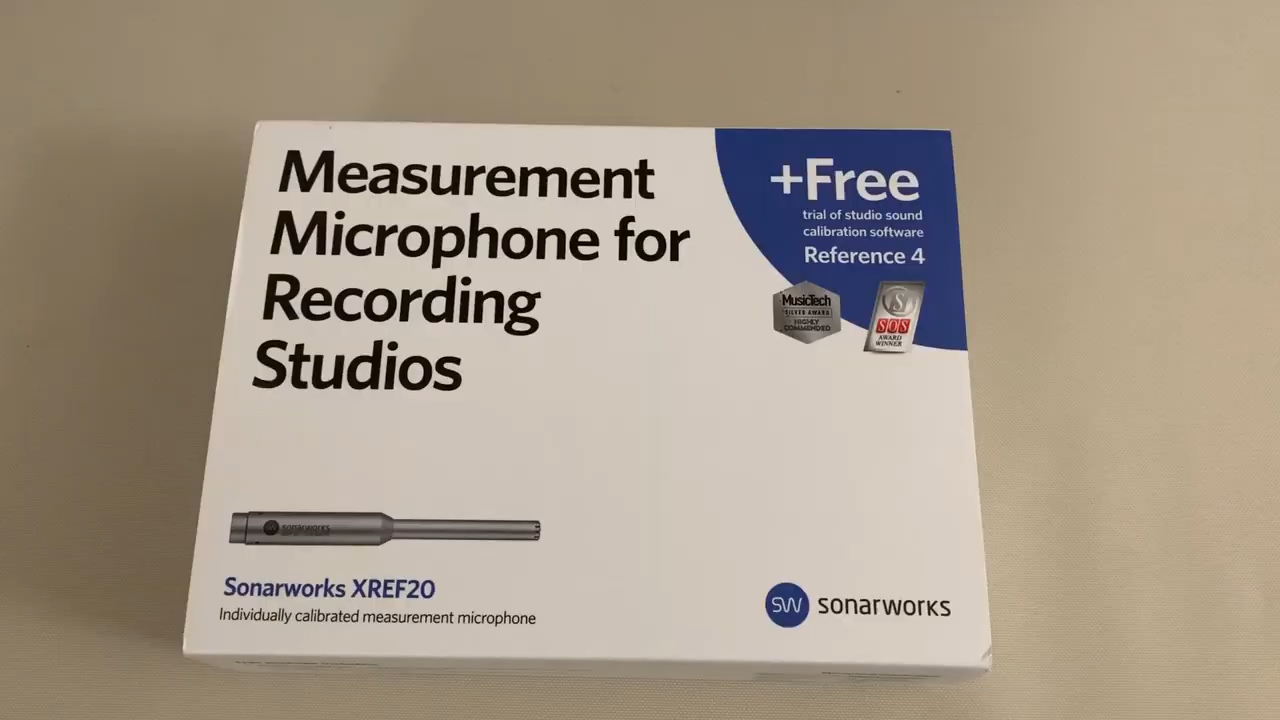 Measurement
Microphone for
Recording
Studios
+Free
trial of studio sound
calibration software
Reference 4
MusicTech
SILVER AWARD
HIGHLY
COMMENDED
S
SOS
AWARD
WINNER
SW sonarworks
Sonarworks XREF20
Individually calibrated measurement microphone
SW sonarworks